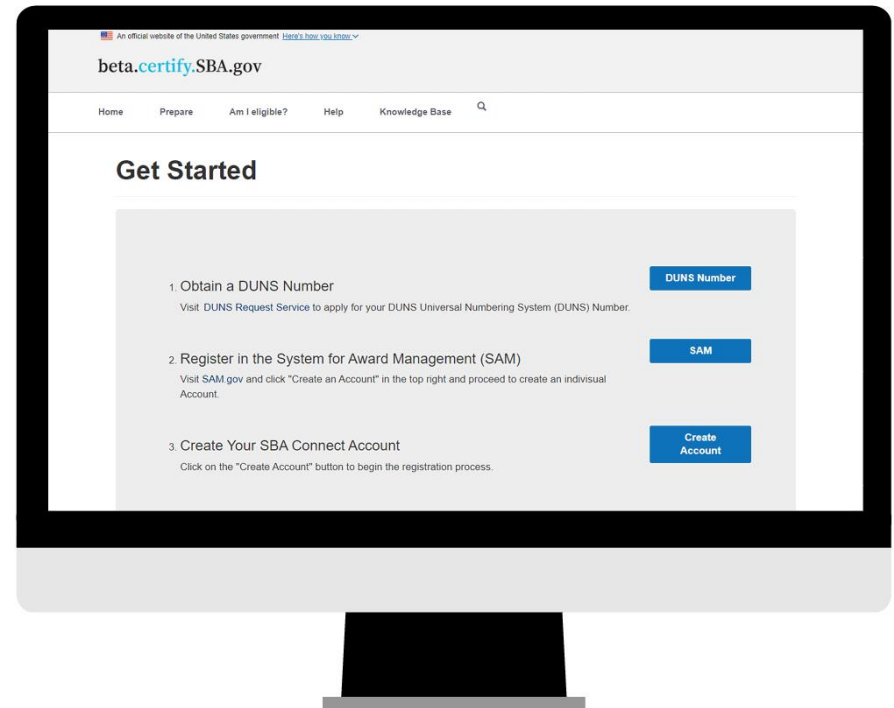 An official website of the United States government Here's how you know
beta.certify.SBA.gov
Home Prepare Am I eligible? Help Knowledge Base
Get Started
1. Obtain a DUNS Number
DUNS Number
Visit DUNS Request Service to apply for your DUNS Universal Numbering System (DUNS) Number.
2. Register in the System for Award Management (SAM)
SAM
Visit SAM.gov and click "Create an Account" in the top right and proceed to create an indivisual
Account.
3. Create Your SBA Connect Account
Create
Account
Click on the "Create Account" button to begin the registration process.